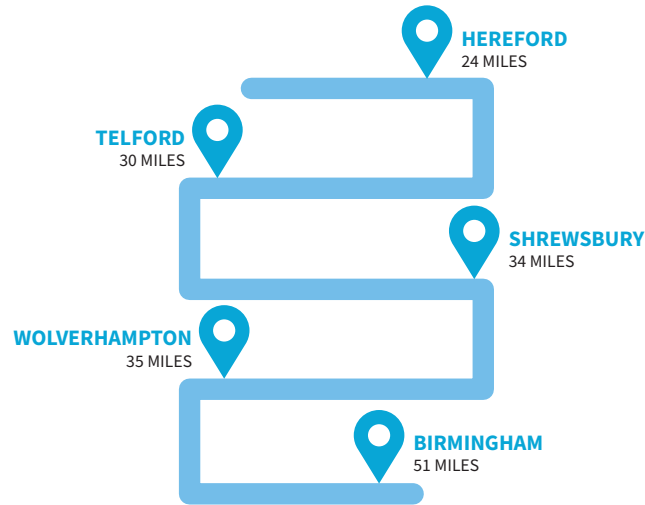 HEREFORD
24 MILES
TELFORD
30 MILES
SHREWSBURY
34 MILES
WOLVERHAMPTON
35 MILES
BIRMINGHAM
51 MILES